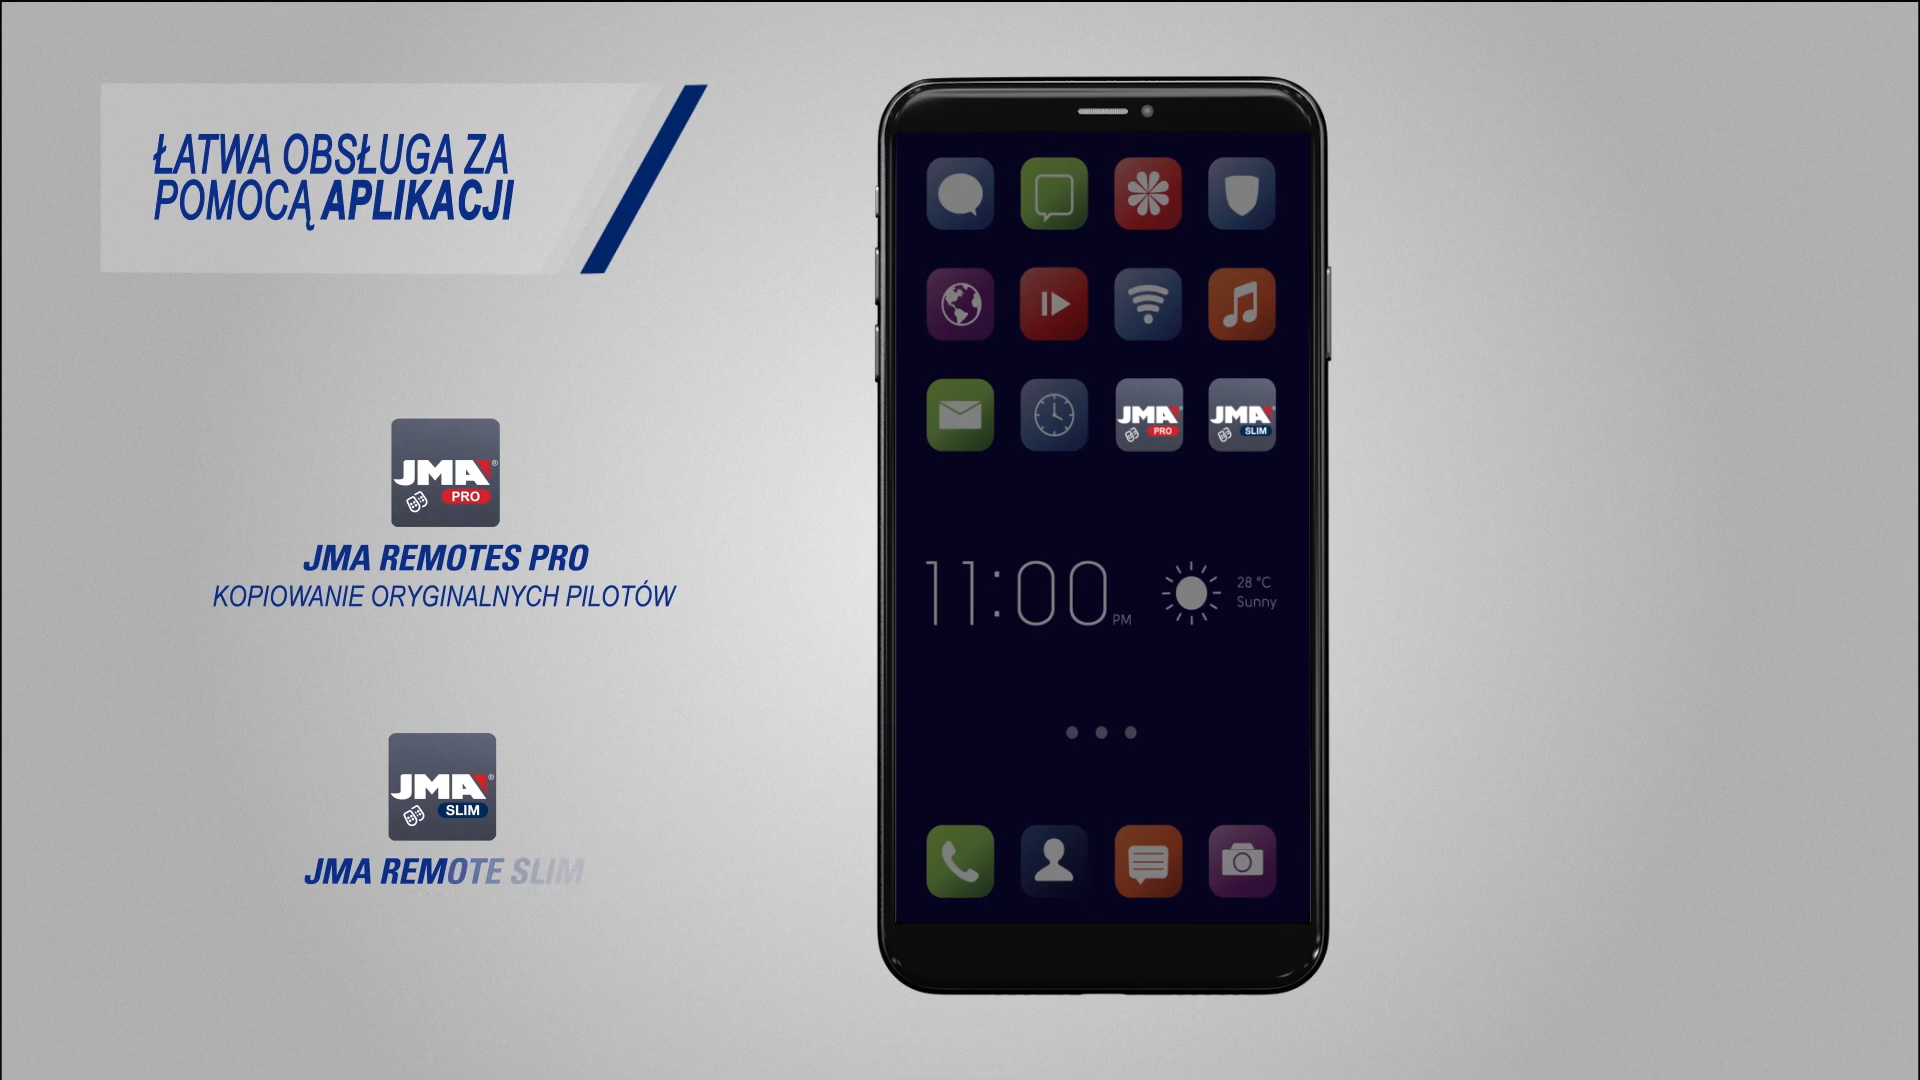 ŁATWA OBSŁUGA ZA
POMOCĄ APLIKACJI
JMA®
PRO
JMA REMOTES PRO
KOPIOWANIE ORYGINALNYCH PILOTÓW
JMA®
SLIM
JMA REMOTE SLIM
JMA
PRO
JMA
SLIM
11:00 PM
28 °C
Sunny